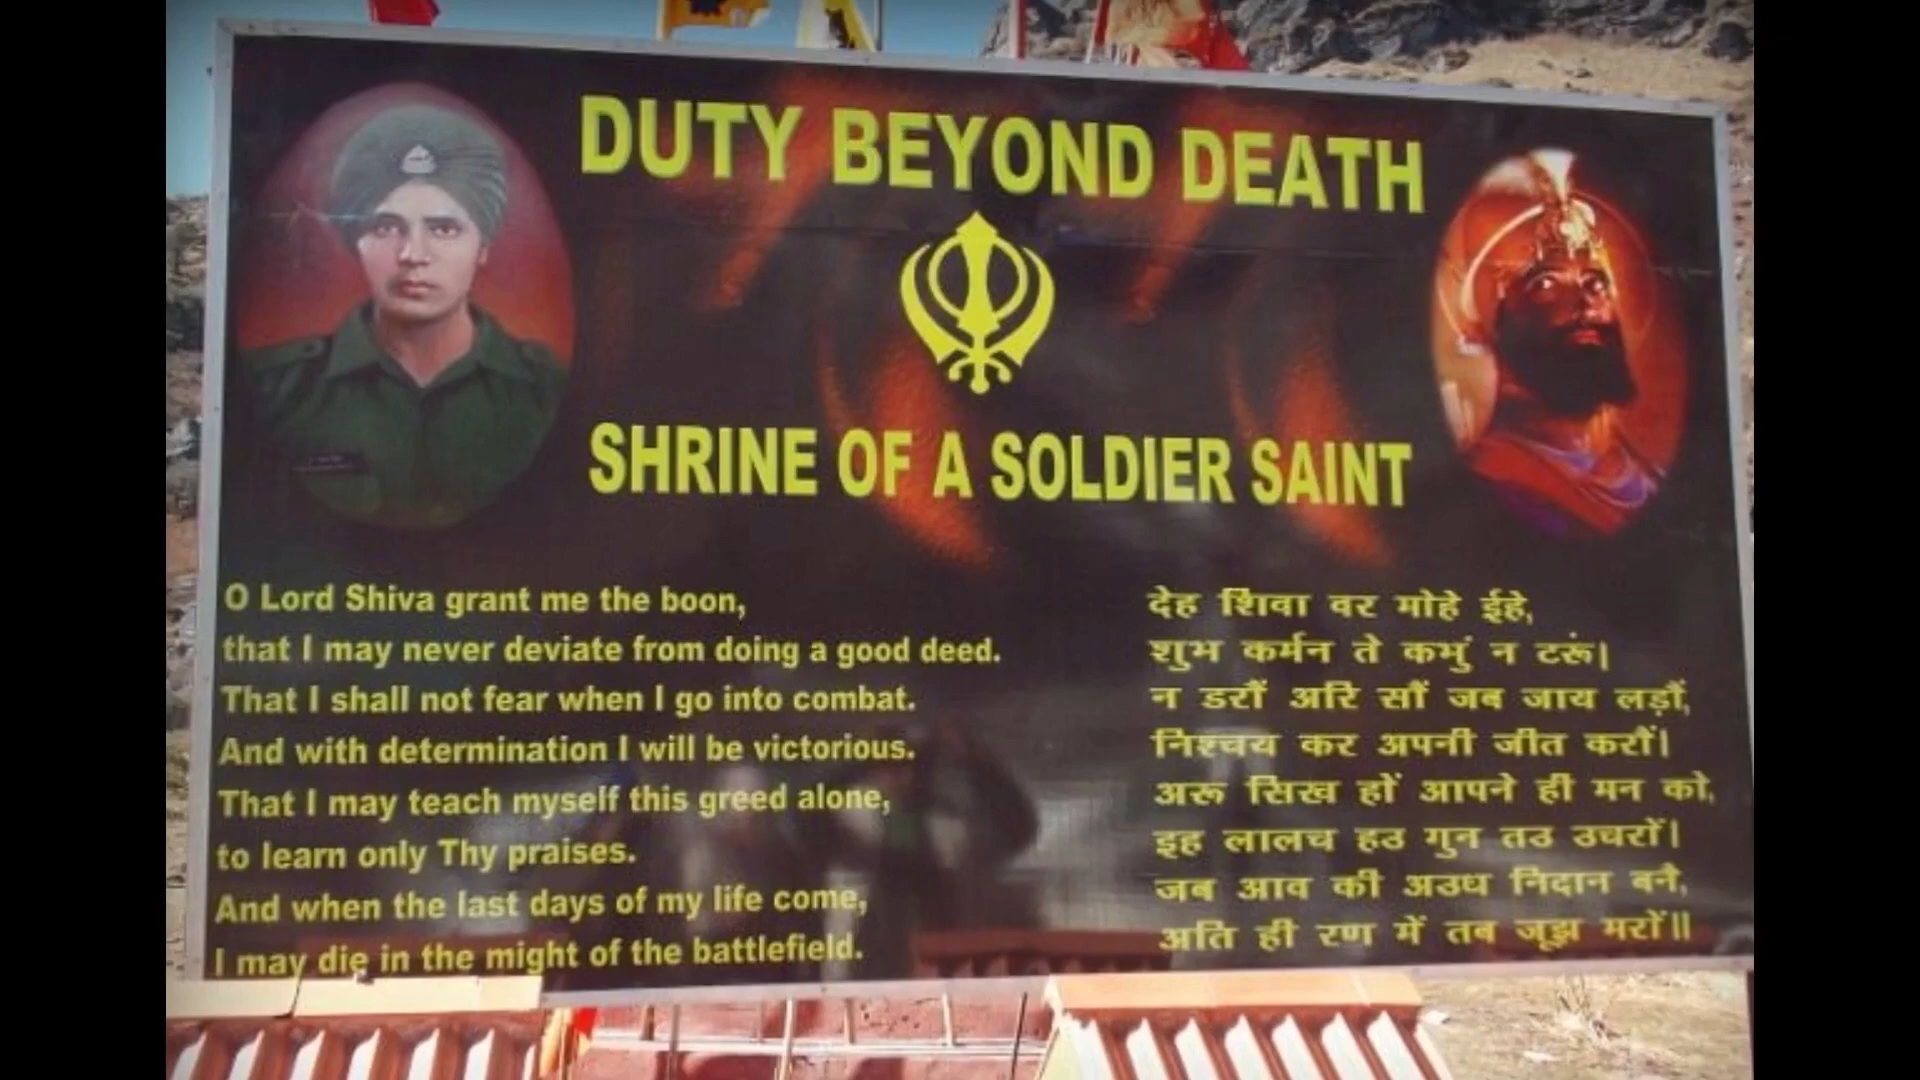 DUTY BEYOND DEATH
SHRINE OF A SOLDIER SAINT
O Lord Shiva grant me the boon,
that I may never deviate from doing a good deed.
That I shall not fear when I go into combat.
And with determination I will be victorious.
That I may teach myself this greed alone,
to learn only Thy praises.
And when the last days of my life come,
I may die in the might of the battlefield.
देह शिवा वर मोहे ईहे,
शुभ कर्मन ते कभुं न टरूं।
न डरौं अरि सौं जब जाय लड़ौं,
निश्चय कर अपनी जीत करौं।
अरू सिख हों आपने ही मन को,
इह लालच हउ गुन तउ उचरों।
जब आव की अउध निदान बनै,
अति ही रण में तब जूझ मरों॥